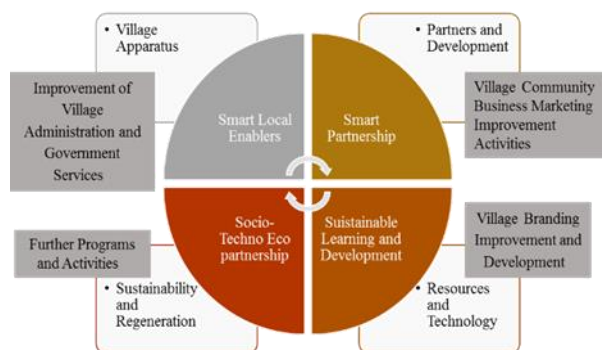 • Village
Apparatus
Improvement of
Village
Administration and
Government
Services
Smart Local
Enablers
Smart
Partnership
• Partners and
Development
Village Community
Business Marketing
Improvement
Activities
Further Programs
and Activities
• Sustainability
and
Regeneration
Socio-
Techno Eco
partnership
Suistainable
Learning and
Development
Village Branding
Improvement and
Development
• Resources
and
Technology